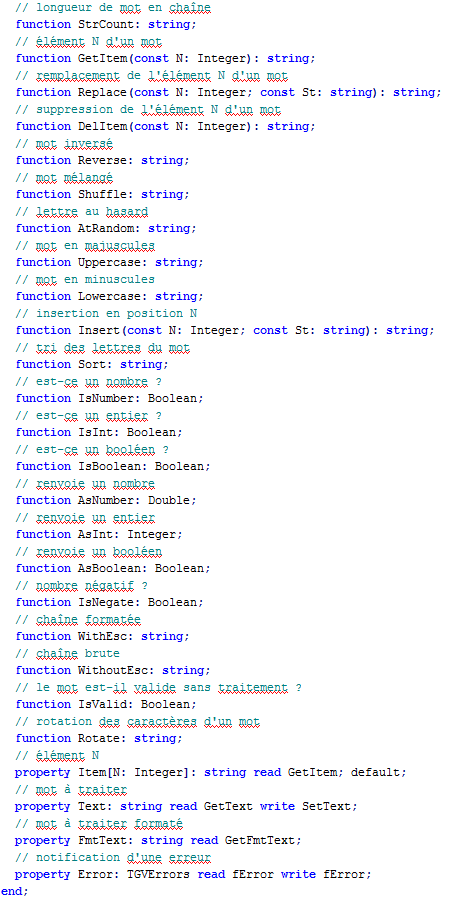 // longueur de mot en chaîne
function StrCount: string;
// élément N d'un mot
function GetItem(const N: Integer): string;
// remplacement de l'élément N d'un mot
function Replace(const N: Integer; const St: string): string;
// suppression de l'élément N d'un mot
function DelItem(const N: Integer): string;
// mot inversé
function Reverse: string;
// mot mélangé
function Shuffle: string;
// lettre au hasard
function AtRandom: string;
// mot en majuscules
function Uppercase: string;
// mot en minuscules
function Lowercase: string;
// insertion en position N
function Insert(const N: Integer; const St: string): string;
// tri des lettres du mot
function Sort: string;
// est-ce un nombre ?
function IsNumber: Boolean;
// est-ce un entier ?
function IsInt: Boolean;
// est-ce un booléen ?
function IsBoolean: Boolean;
// renvoie un nombre
function AsNumber: Double;
// renvoie un entier
function AsInt: Integer;
// renvoie un booléen
function AsBoolean: Boolean;
// nombre négatif ?
function IsNegate: Boolean;
// chaîne formatée
function WithEsc: string;
// chaîne brute
function WithoutEsc: string;
// le mot est-il valide sans traitement ?
function IsValid: Boolean;
// rotation des caractères d'un mot
function Rotate: string;
// élément N
property Item[N: Integer]: string read GetItem; default;
// mot à traiter
property Text: string read GetText write SetText;
// mot à traiter formaté
property FmtText: string read GetFmtText;
// notification d'une erreur
property Error: TGVErrors read fError write fError;
end;